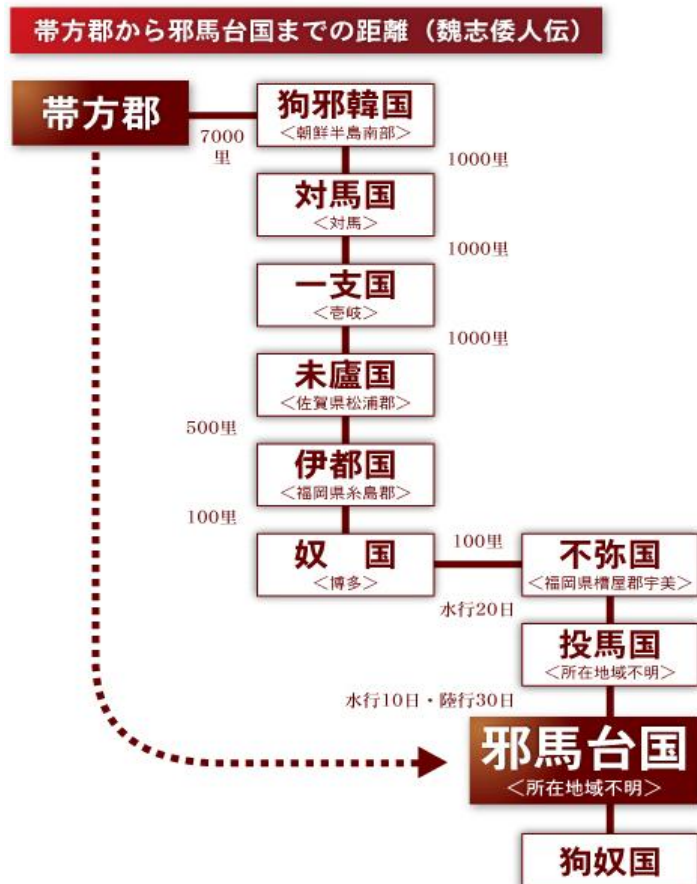 帯方郡から邪馬台国までの距離（魏志倭人伝）
帯方郡
狗邪韓国
＜朝鮮半島南部＞
7000
里
1000里
対馬国
＜対馬＞
1000里
一支国
＜壱岐＞
1000里
未盧国
＜佐賀県松浦郡＞
500里
伊都国
＜福岡県糸島郡＞
100里
奴 国
＜博多＞
100里
不弥国
＜福岡県糟屋郡宇美＞
水行20日
投馬国
＜所在地域不明＞
水行10日・陸行30日
邪馬台国
＜所在地域不明＞
狗奴国